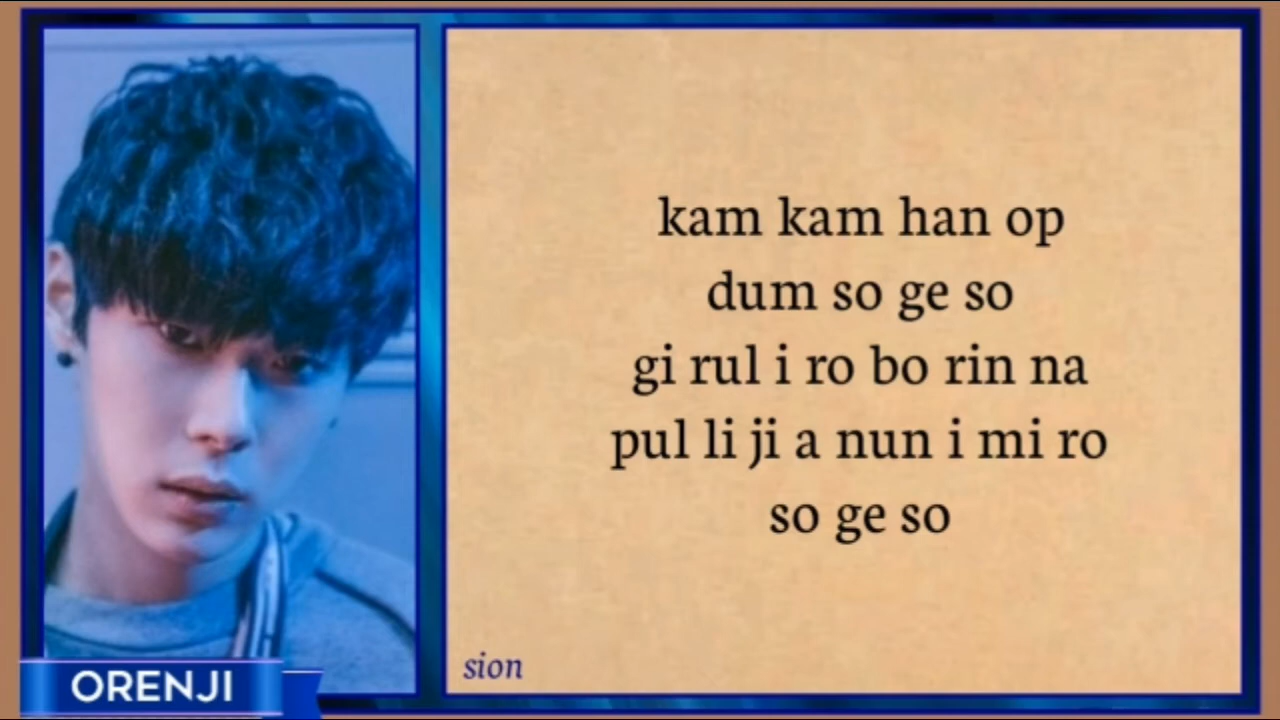 kam kam han op
dum so ge so
gi rul i ro bo rin na
pul li ji a nun i mi ro
so ge so
sion
ORENJI